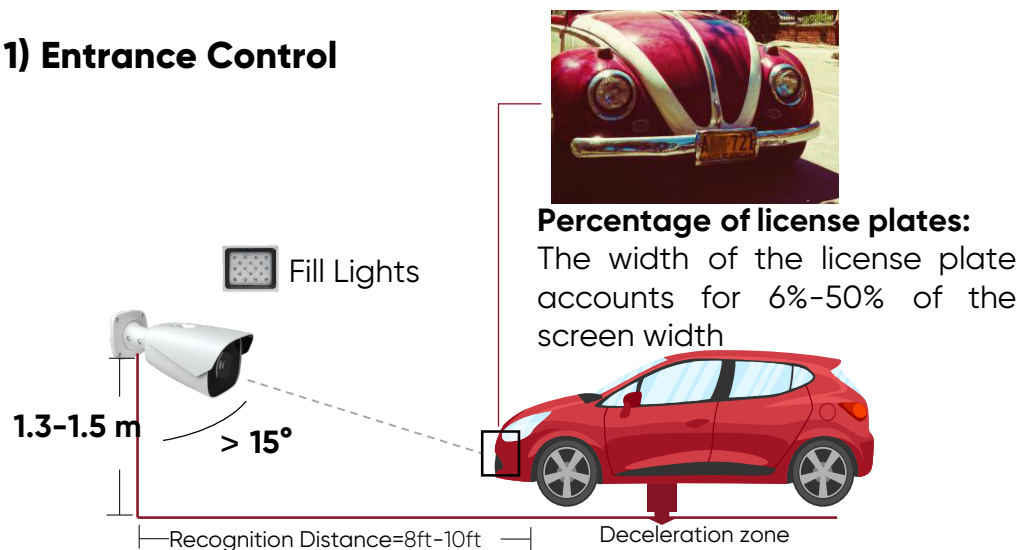 1) Entrance Control
Percentage of license plates:
The width of the license plate
accounts for 6%-50% of the
screen width
Fill Lights
1.3-1.5 m
> 15°
Recognition Distance=8ft-10ft
Deceleration zone